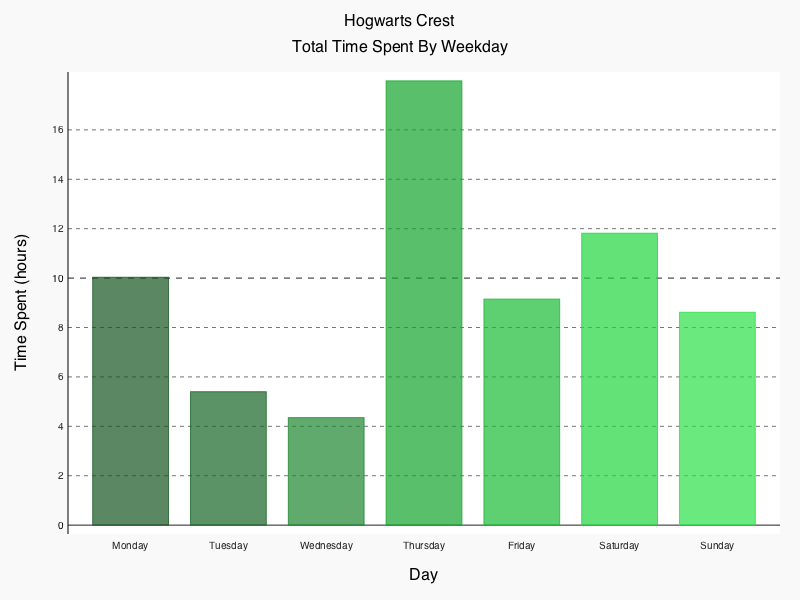 Hogwarts Crest
Total Time Spent By Weekday
Time Spent (hours)
16
14
12
10
8
6
4
2
0
Monday Tuesday Wednesday Thursday Friday Saturday Sunday
Day